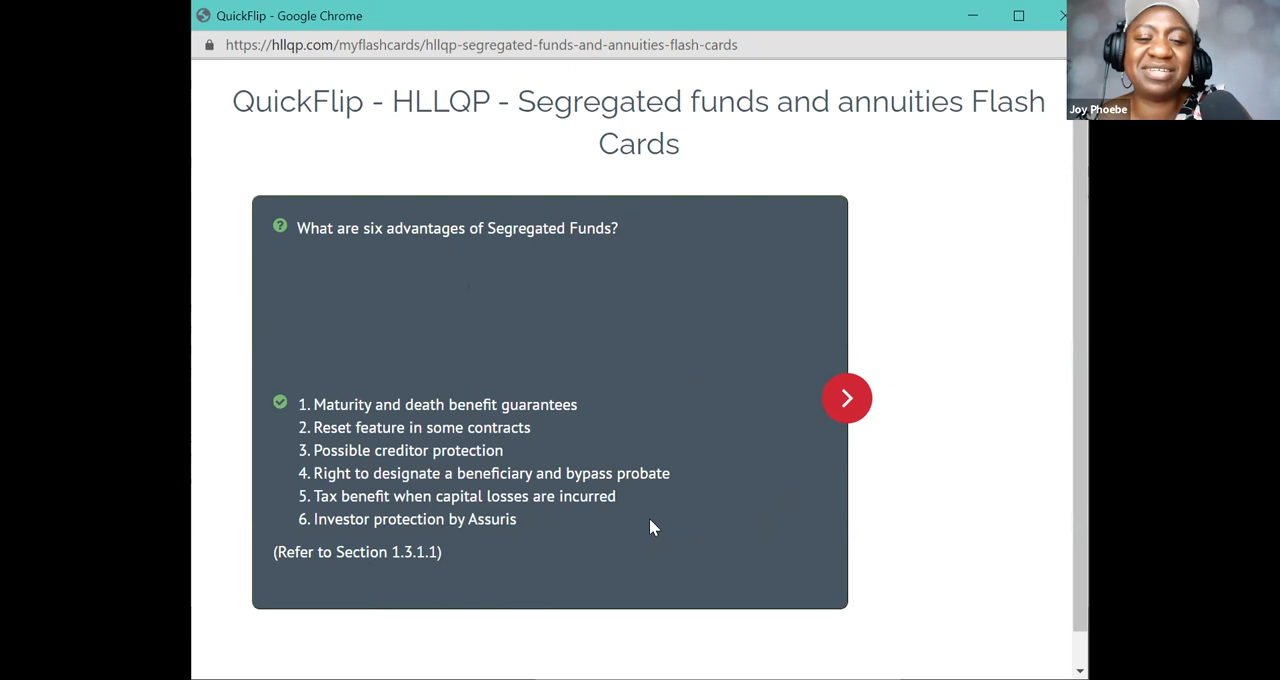 QuickFlip - Google Chrome
https://hllqp.com/myflashcards/hllqp-segregated-funds-and-annuities-flash-cards
Joy Phoebe
QuickFlip - HLLQP - Segregated funds and annuities Flash
Cards
What are six advantages of Segregated Funds?
1. Maturity and death benefit guarantees
2. Reset feature in some contracts
3. Possible creditor protection
4. Right to designate a beneficiary and bypass probate
5. Tax benefit when capital losses are incurred
6. Investor protection by Assuris
(Refer to Section 1.3.1.1)